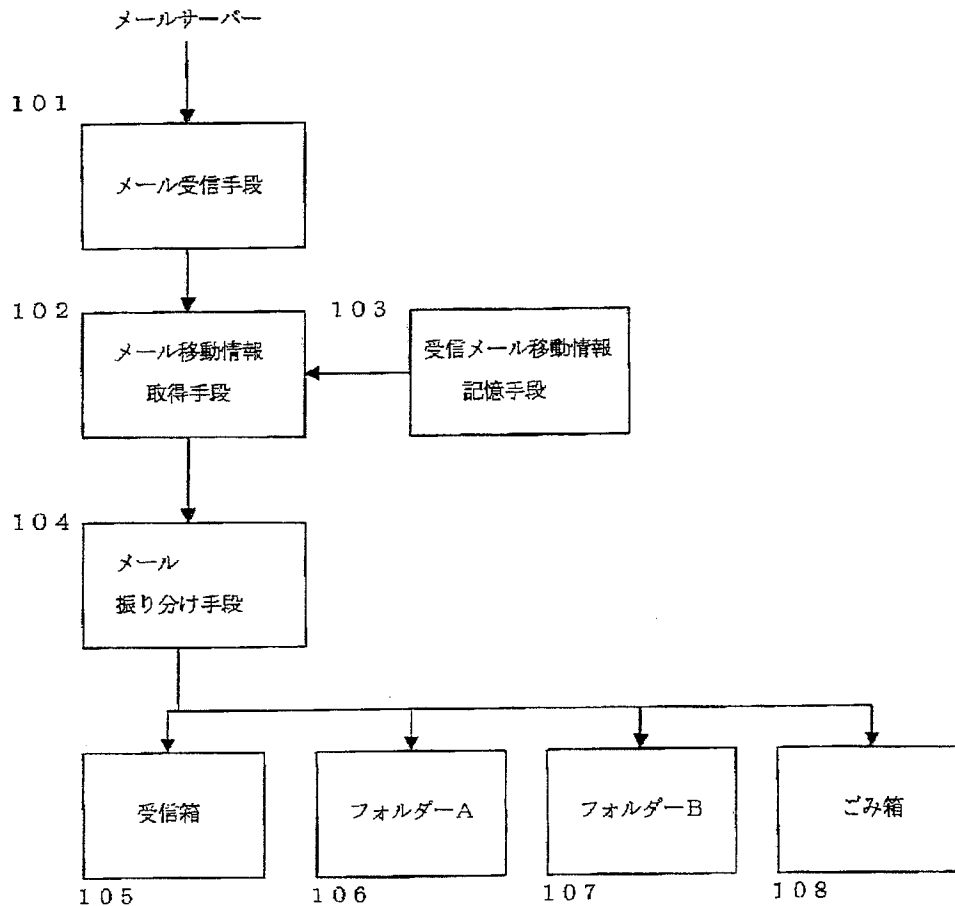 メールサーバー
101
メール受信手段
102
メール移動情報
取得手段
103
受信メール移動情報
記憶手段
104
メール
振り分け手段
受信箱
フォルダーA
フォルダーB
ごみ箱
105
106
107
108